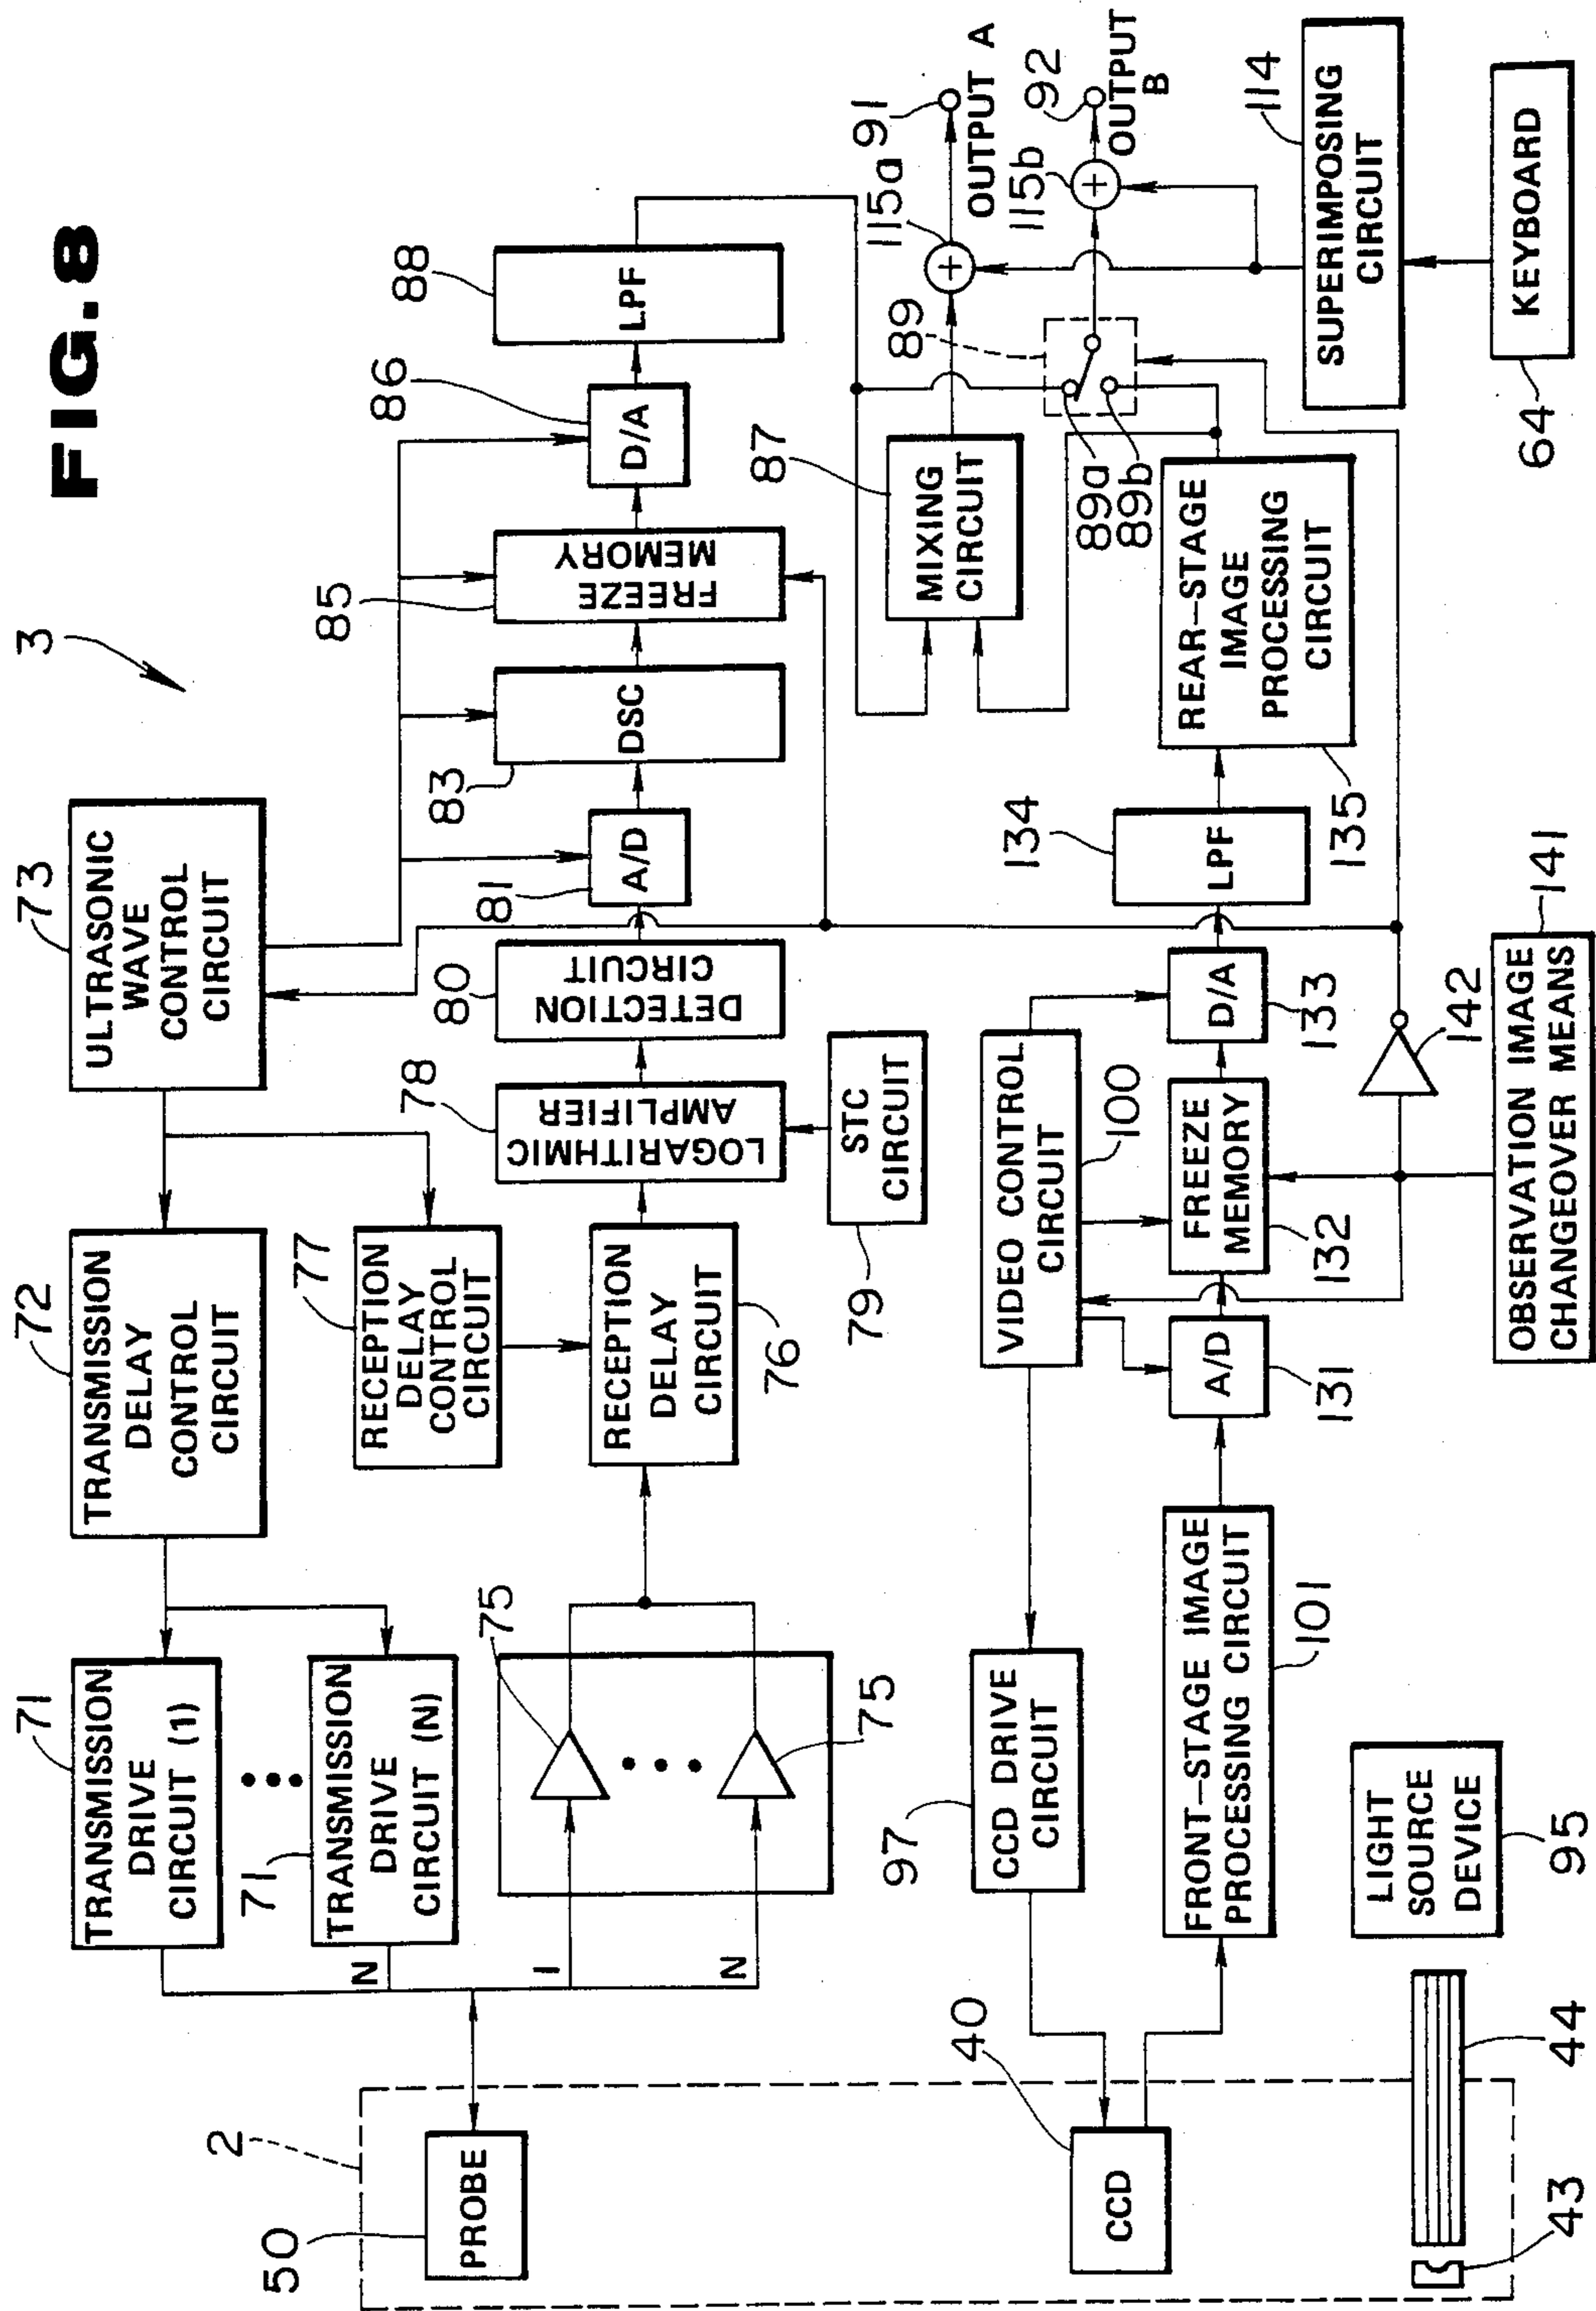 FIG.8
3
73
ULTRASONIC
WAVE
CONTROL
CIRCUIT
72
TRANSMISSION
DELAY
CONTROL
CIRCUIT
71
TRANSMISSION
DRIVE
CIRCUIT (1)
71
TRANSMISSION
DRIVE
CIRCUIT (N)
N
I
N
2
50
PROBE
75
75
77
RECEPTION
DELAY
CONTROL
CIRCUIT
RECEPTION
DELAY
CIRCUIT
76
78
LOGARITHMIC
AMPLIFIER
STC
CIRCUIT
79
80
DETECTION
CIRCUIT
81
A/D
83
DSC
85
FREEZE
MEMORY
86
D/A
88
LPF
87
MIXING
CIRCUIT
89
89a
89b
115a
91
OUTPUT A
115b
92
OUTPUT
B
114
SUPERIMPOSING
CIRCUIT
KEYBOARD
64
40
CCD
97
CCD DRIVE
CIRCUIT
FRONT-STAGE IMAGE
PROCESSING CIRCUIT
101
VIDEO CONTROL
CIRCUIT
100
A/D
131
FREEZE
MEMORY
132
D/A
133
134
LPF
REAR-STAGE
IMAGE
PROCESSING
CIRCUIT
135
142
141
OBSERVATION IMAGE
CHANGEOVER MEANS
LIGHT
SOURCE
DEVICE
95
44
43